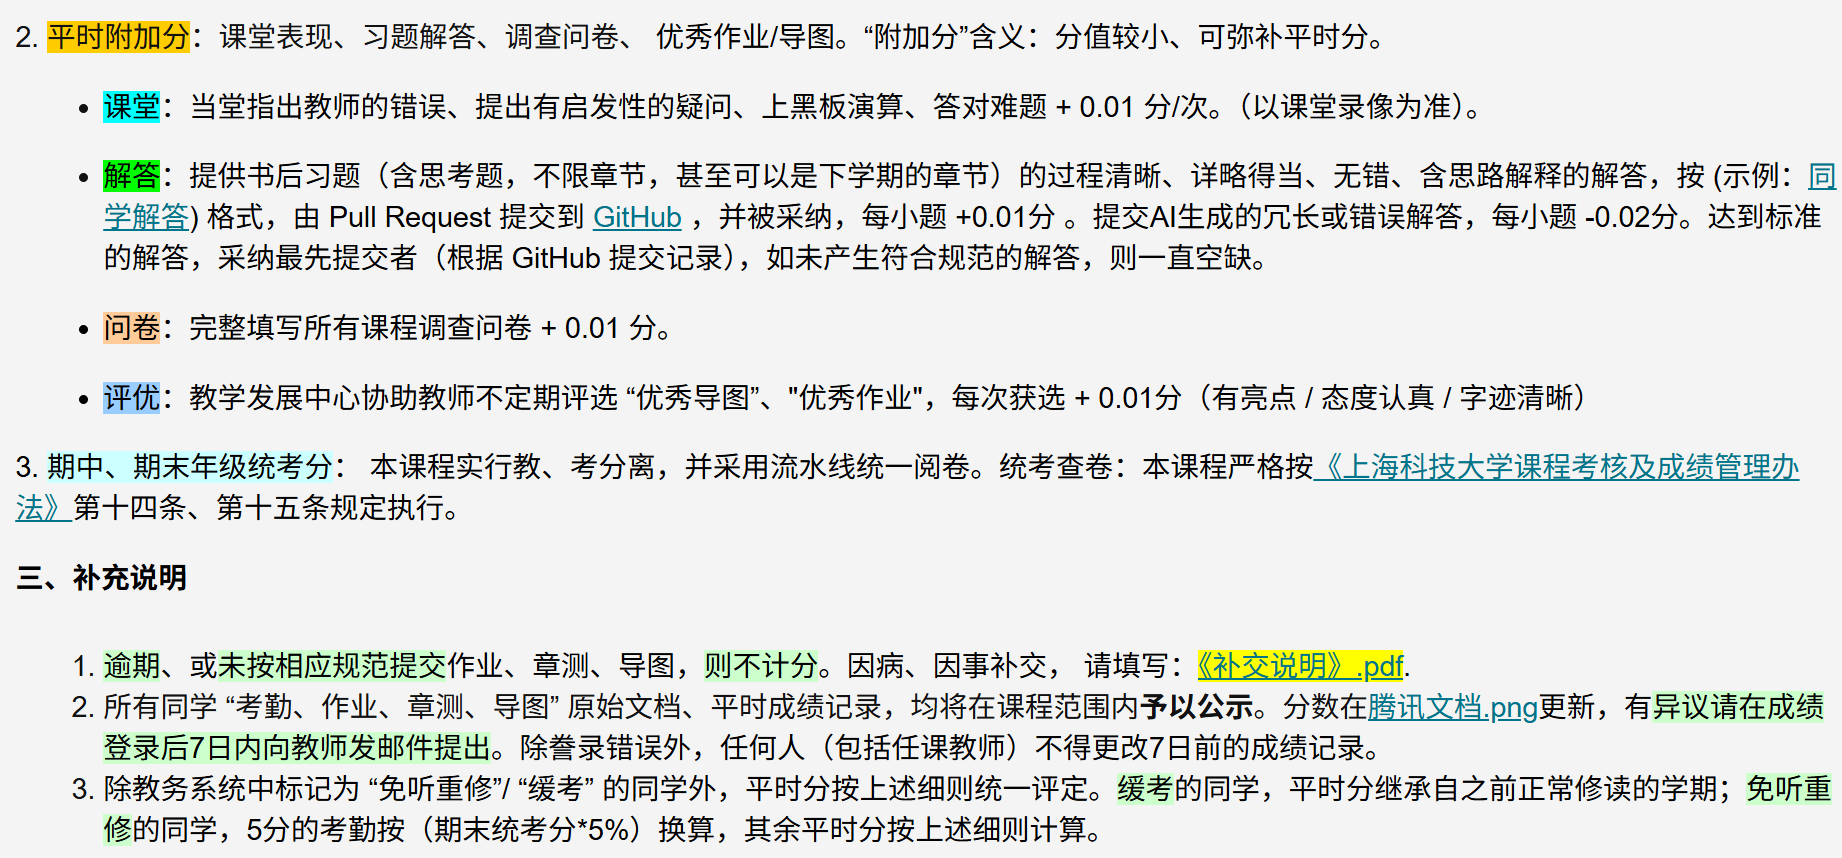 2. 平时附加分：课堂表现、习题解答、调查问卷、 优秀作业/导图。“附加分”含义：分值较小、可弥补平时分。
• 课堂：当堂指出教师的错误、提出有启发性的疑问、上黑板演算、答对难题 + 0.01 分/次。（以课堂录像为准）。
• 解答：提供书后习题（含思考题，不限章节，甚至可以是下学期的章节）的过程清晰、详略得当、无错、含思路解释的解答，按 (示例：同
学解答) 格式，由 Pull Request 提交到 GitHub ，并被采纳，每小题 +0.01分 。提交AI生成的冗长或错误解答，每小题 -0.02分。达到标准
的解答，采纳最先提交者（根据 GitHub 提交记录），如未产生符合规范的解答，则一直空缺。
• 问卷：完整填写所有课程调查问卷 + 0.01 分。
• 评优：教学发展中心协助教师不定期评选 “优秀导图”、"优秀作业"，每次获选 + 0.01分（有亮点 / 态度认真 / 字迹清晰）
3. 期中、期末年级统考分： 本课程实行教、考分离，并采用流水线统一阅卷。统考查卷：本课程严格按《上海科技大学课程考核及成绩管理办
法》第十四条、第十五条规定执行。
三、补充说明
1. 逾期、或未按相应规范提交作业、章测、导图，则不计分。因病、因事补交， 请填写：《补交说明》.pdf.
2. 所有同学 “考勤、作业、章测、导图” 原始文档、平时成绩记录，均将在课程范围内予以公示。分数在腾讯文档.png更新，有异议请在成绩
登录后7日内向教师发邮件提出。除誊录错误外，任何人（包括任课教师）不得更改7日前的成绩记录。
3. 除教务系统中标记为 “免听重修”/ “缓考” 的同学外，平时分按上述细则统一评定。缓考的同学，平时分继承自之前正常修读的学期；免听重
修的同学，5分的考勤按（期末统考分*5%）换算，其余平时分按上述细则计算。